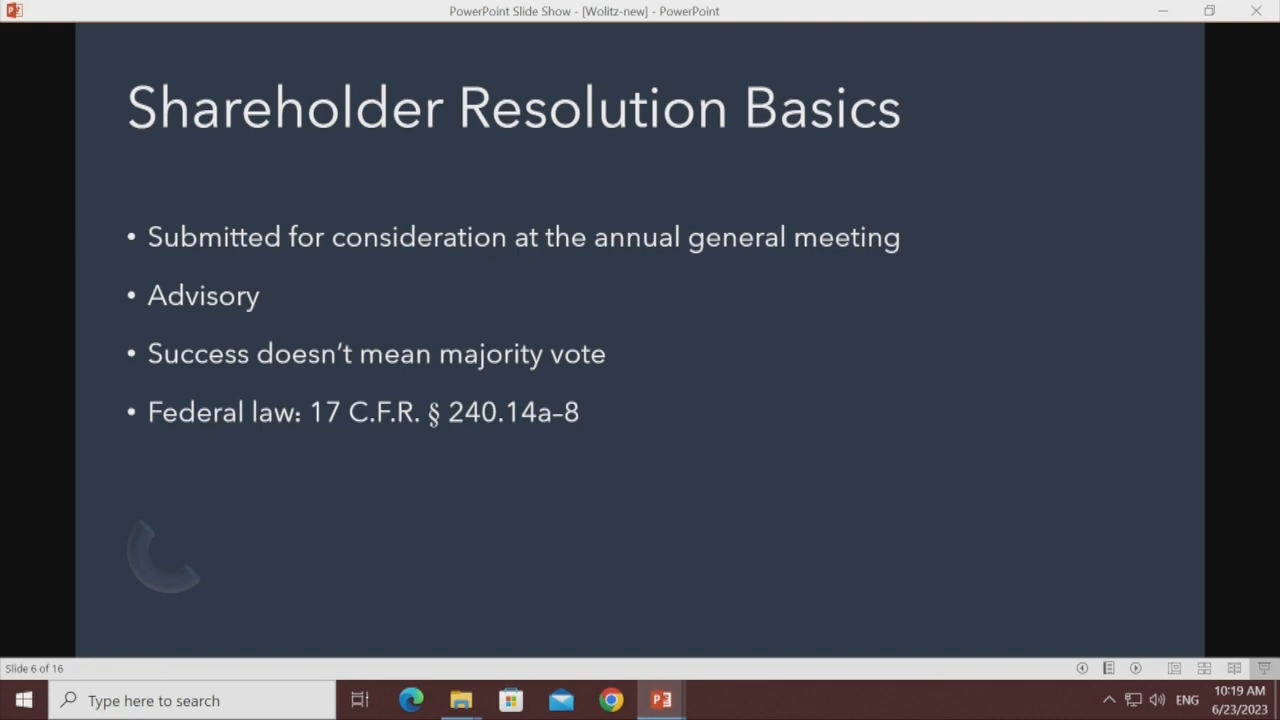 PowerPoint Slide Show - [Wolitz-new] - PowerPoint
Shareholder Resolution Basics
• Submitted for consideration at the annual general meeting
• Advisory
• Success doesn’t mean majority vote
• Federal law: 17 C.F.R. § 240.14a–8
Slide 6 of 16
Type here to search
ENG
10:19 AM
6/23/2023